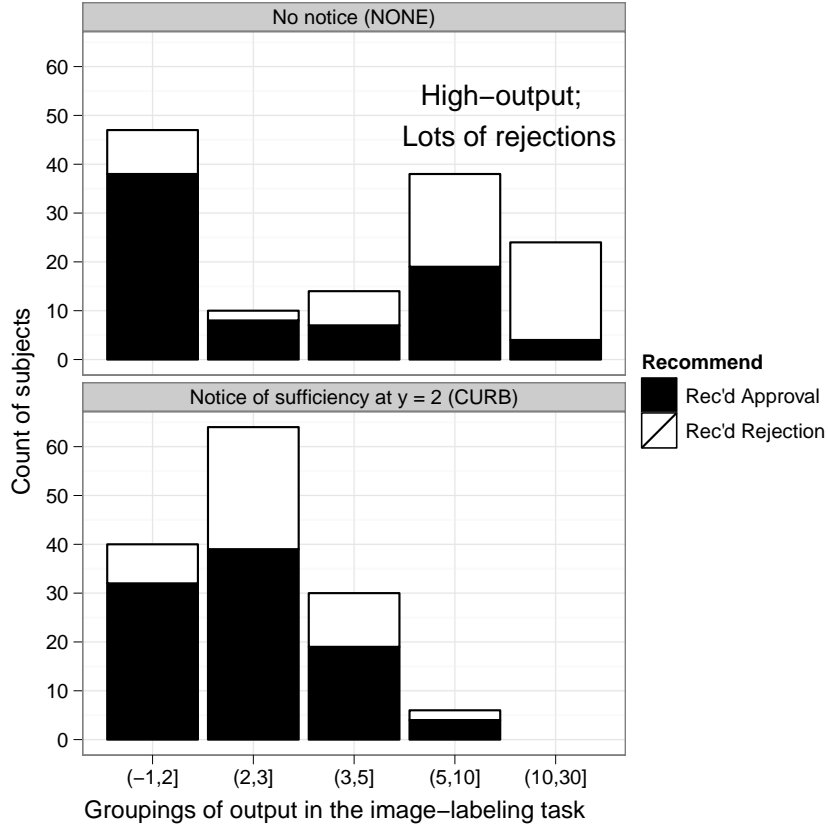 No notice (NONE)
60
50
40
30
20
10
0
High−output;
Lots of rejections
Count of subjects
Notice of sufficiency at y = 2 (CURB)
60
50
40
30
20
10
0
(−1,2]
(2,3]
(3,5]
(5,10]
(10,30]
Groupings of output in the image−labeling task
Recommend
Rec'd Approval
Rec'd Rejection